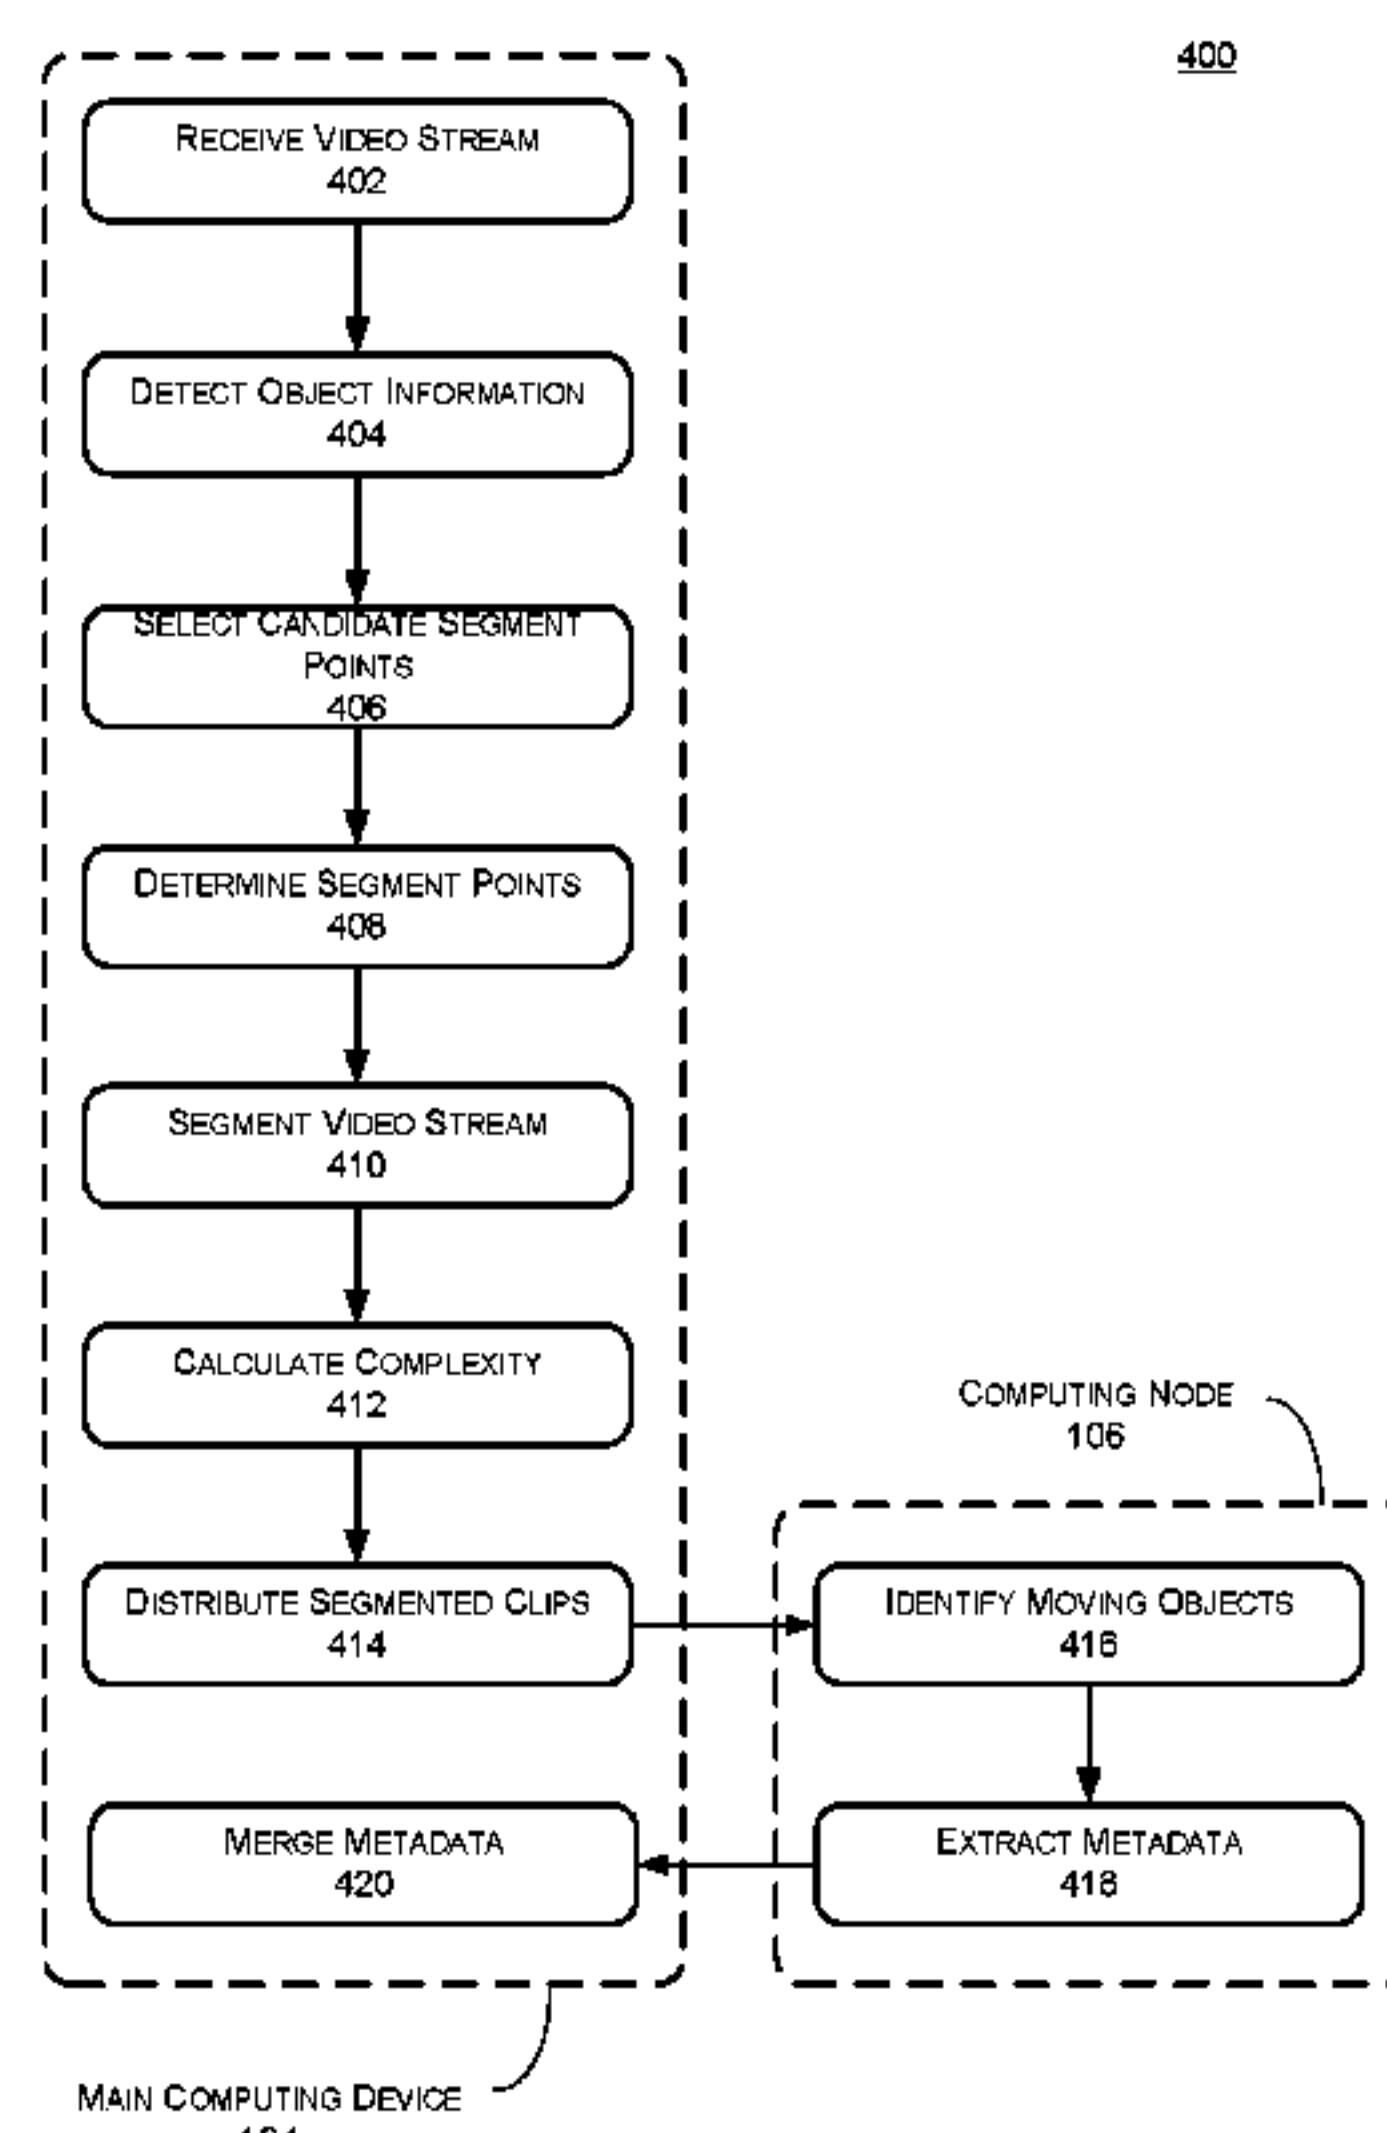 400
RECEIVE VIDEO STREAM
402
DETECT OBJECT INFORMATION
404
SELECT CANDIDATE SEGMENT
POINTS
406
DETERMINE SEGMENT POINTS
408
SEGMENT VIDEO STREAM
410
CALCULATE COMPLEXITY
412
COMPUTING NODE
106
DISTRIBUTE SEGMENTED CLIPS
414
IDENTIFY MOVING OBJECTS
416
EXTRACT METADATA
418
MERGE METADATA
420
MAIN COMPUTING DEVICE